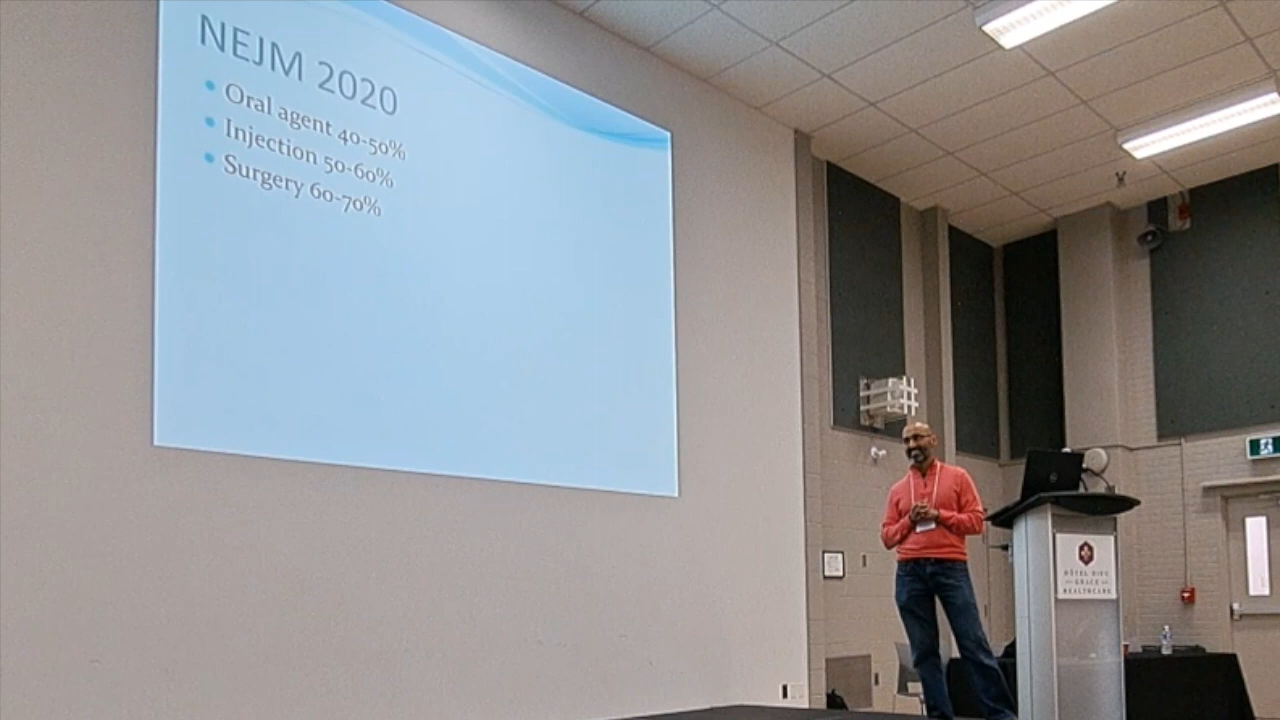 NEJM 2020
Oral agent 40-50%
Injection 50-60%
Surgery 60-70%
HÔTEL-DIEU
GRACE
HEALTHCARE